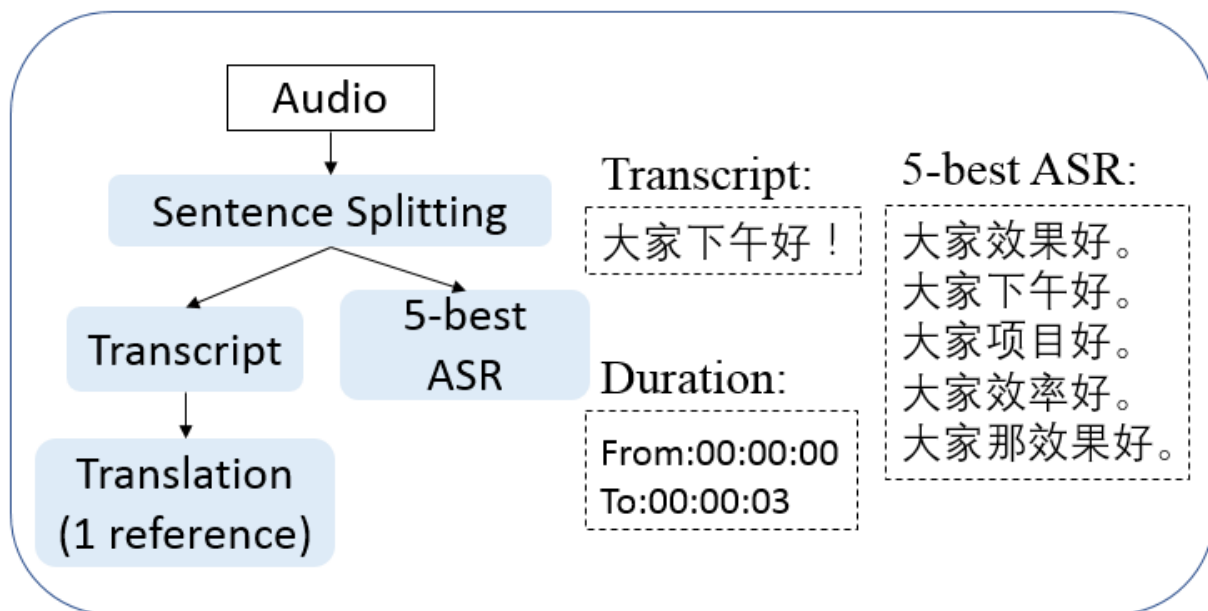 Audio
Sentence Splitting
Transcript
5-best
ASR
Translation
(1 reference)
Transcript:
大家下午好！
Duration:
From:00:00:00
To:00:00:03
5-best ASR:
大家效果好。
大家下午好。
大家项目好。
大家效率好。
大家那效果好。